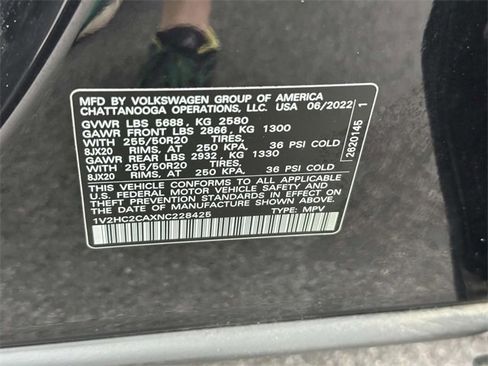 MFD BY VOLKSWAGEN GROUP OF AMERICA
CHATTANOOGA OPERATIONS, LLC. USA 06/2022
GVWR LBS 5688, KG 2580
GAWR FRONT LBS 2866, KG 1300
WITH 255/50R20 TIRES,
8JX20 RIMS, AT 250 KPA. 36 PSI COLD
GAWR REAR LBS 2932, KG 1330
WITH 255/50R20 TIRES,
8JX20 RIMS, AT 250 KPA. 36 PSI COLD
THIS VEHICLE CONFORMS TO ALL APPLICABLE
U.S. FEDERAL MOTOR VEHICLE SAFETY, BUMPER, AND
THEFT PREVENTION STANDARDS IN EFFECT ON THE
DATE OF MANUFACTURE SHOWN ABOVE.
1V2HC2CAXNC228425 TYPE: MPV
2620145 1